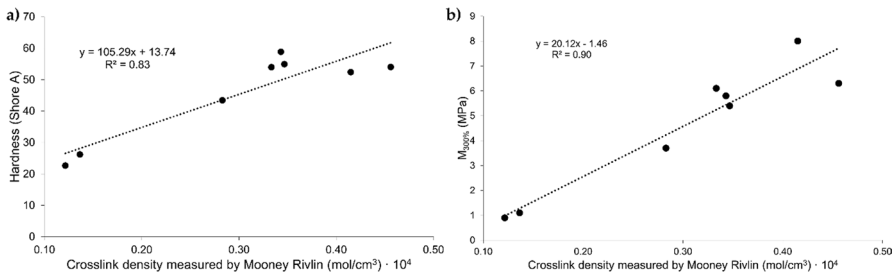 a)
70
60
50
40
30
20
10
0
Hardness (Shore A)
y = 105.29x + 13.74
R² = 0.83
0.10 0.20 0.30 0.40 0.50
Crosslink density measured by Mooney Rivlin (mol/cm³) · 10⁴
b)
9
8
7
6
5
4
3
2
1
0
M300% (MPa)
y = 20.12x - 1.46
R² = 0.90
0.10 0.20 0.30 0.40 0.50
Crosslink density measured by Mooney Rivlin (mol/cm³) · 10⁴